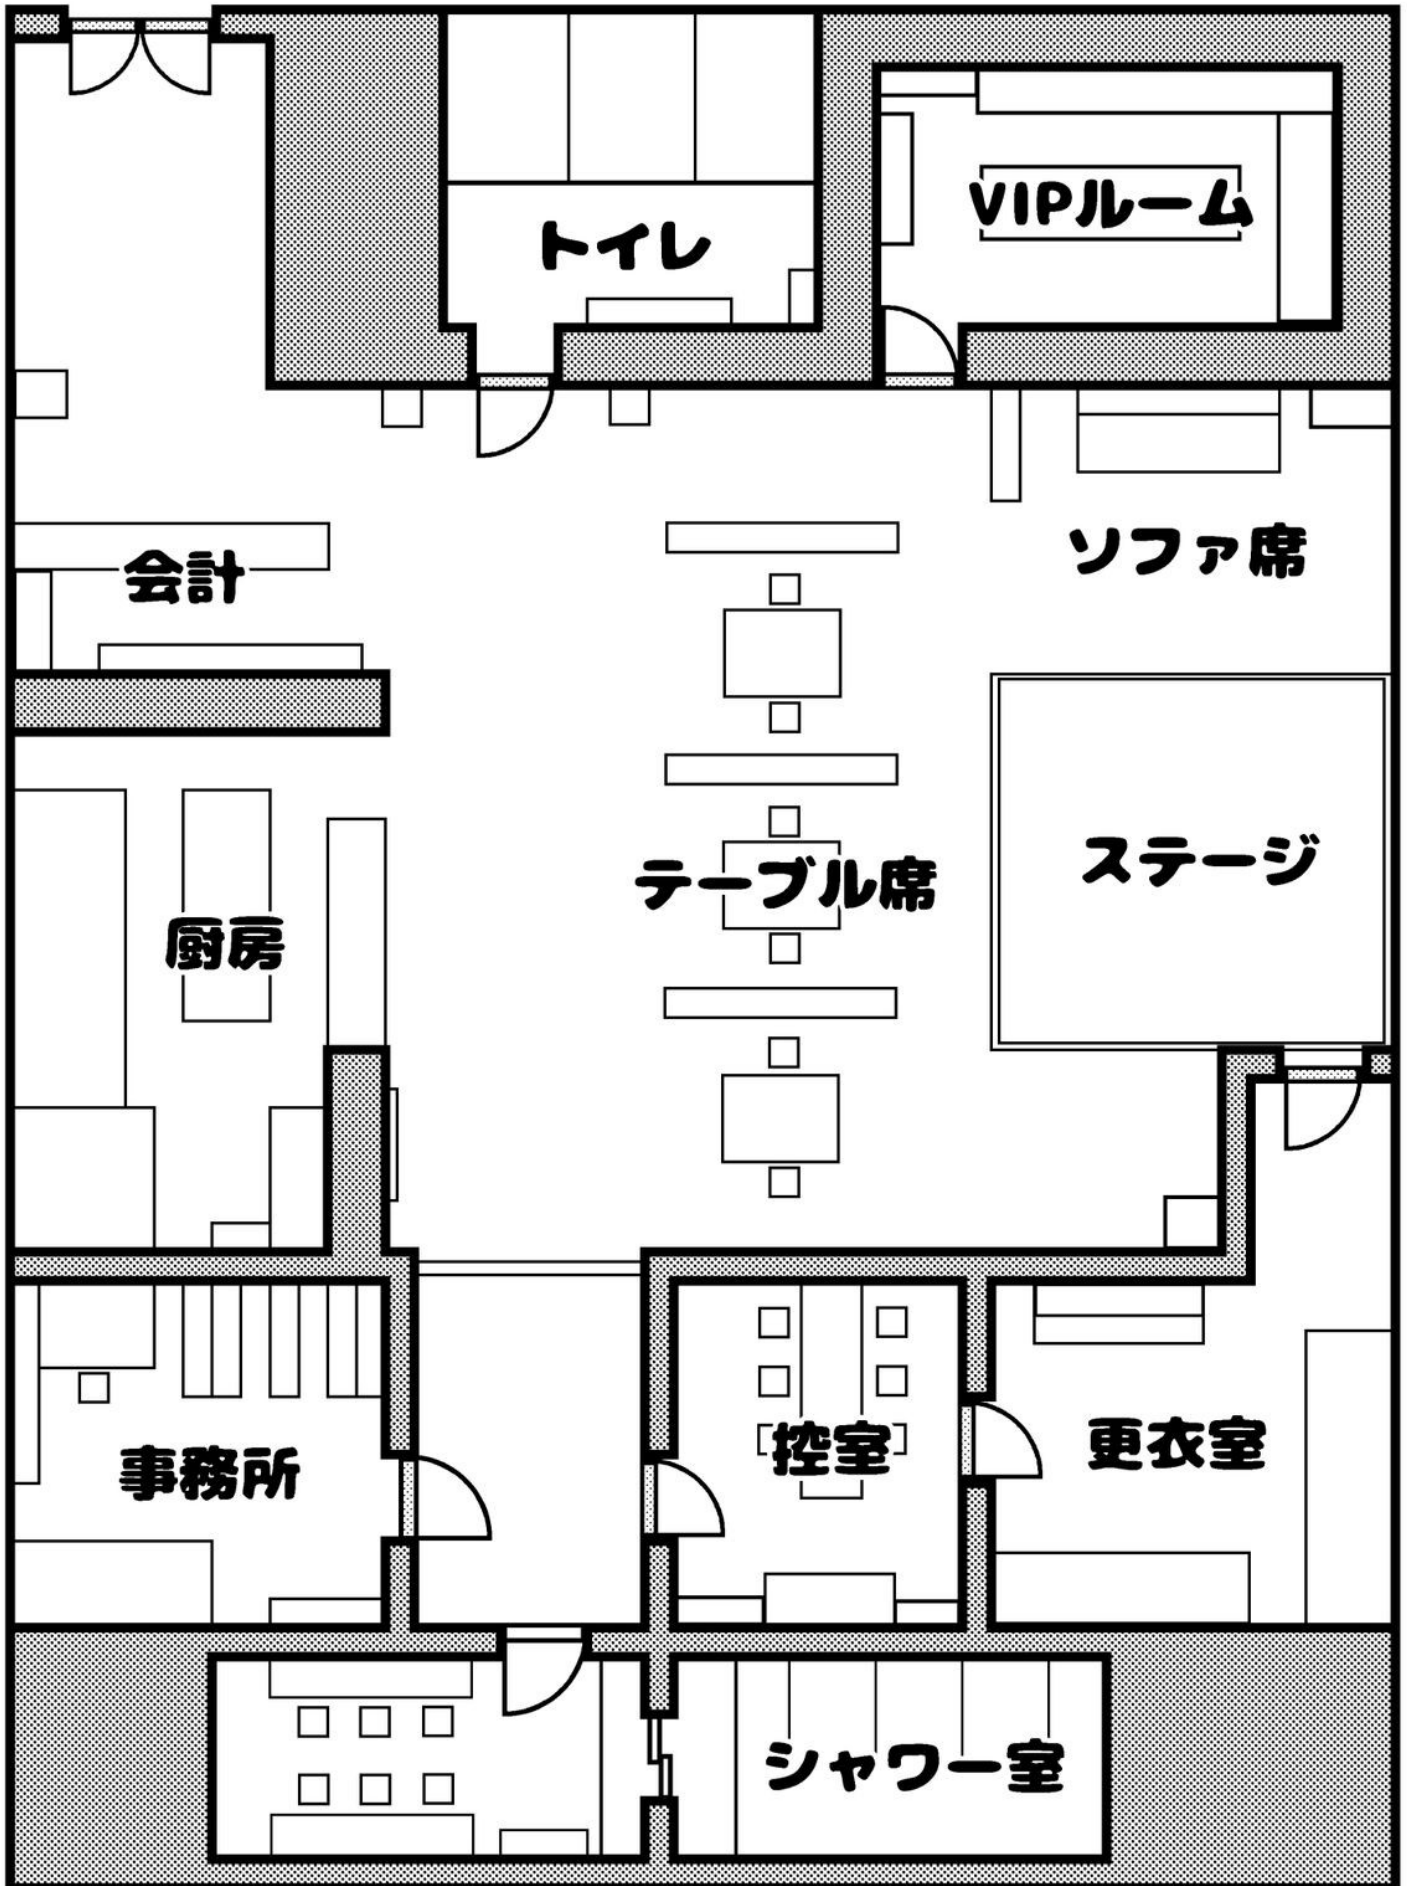 トイレ
VIPルーム
会計
ソファ席
厨房
テーブル席
ステージ
事務所
控室
更衣室
シャワー室